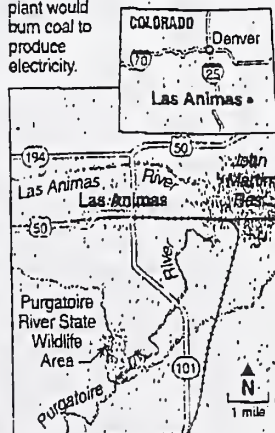 plant would
burn coal to
produce
electricity.
COLORADO
Denver
70
25
Las Animas
50
194
Las Animas River
John
Martin
Res.
Las Animas
50
River
Purgatoire
River State
Wildlife
Area
101
Purgatoire
N
1 mile